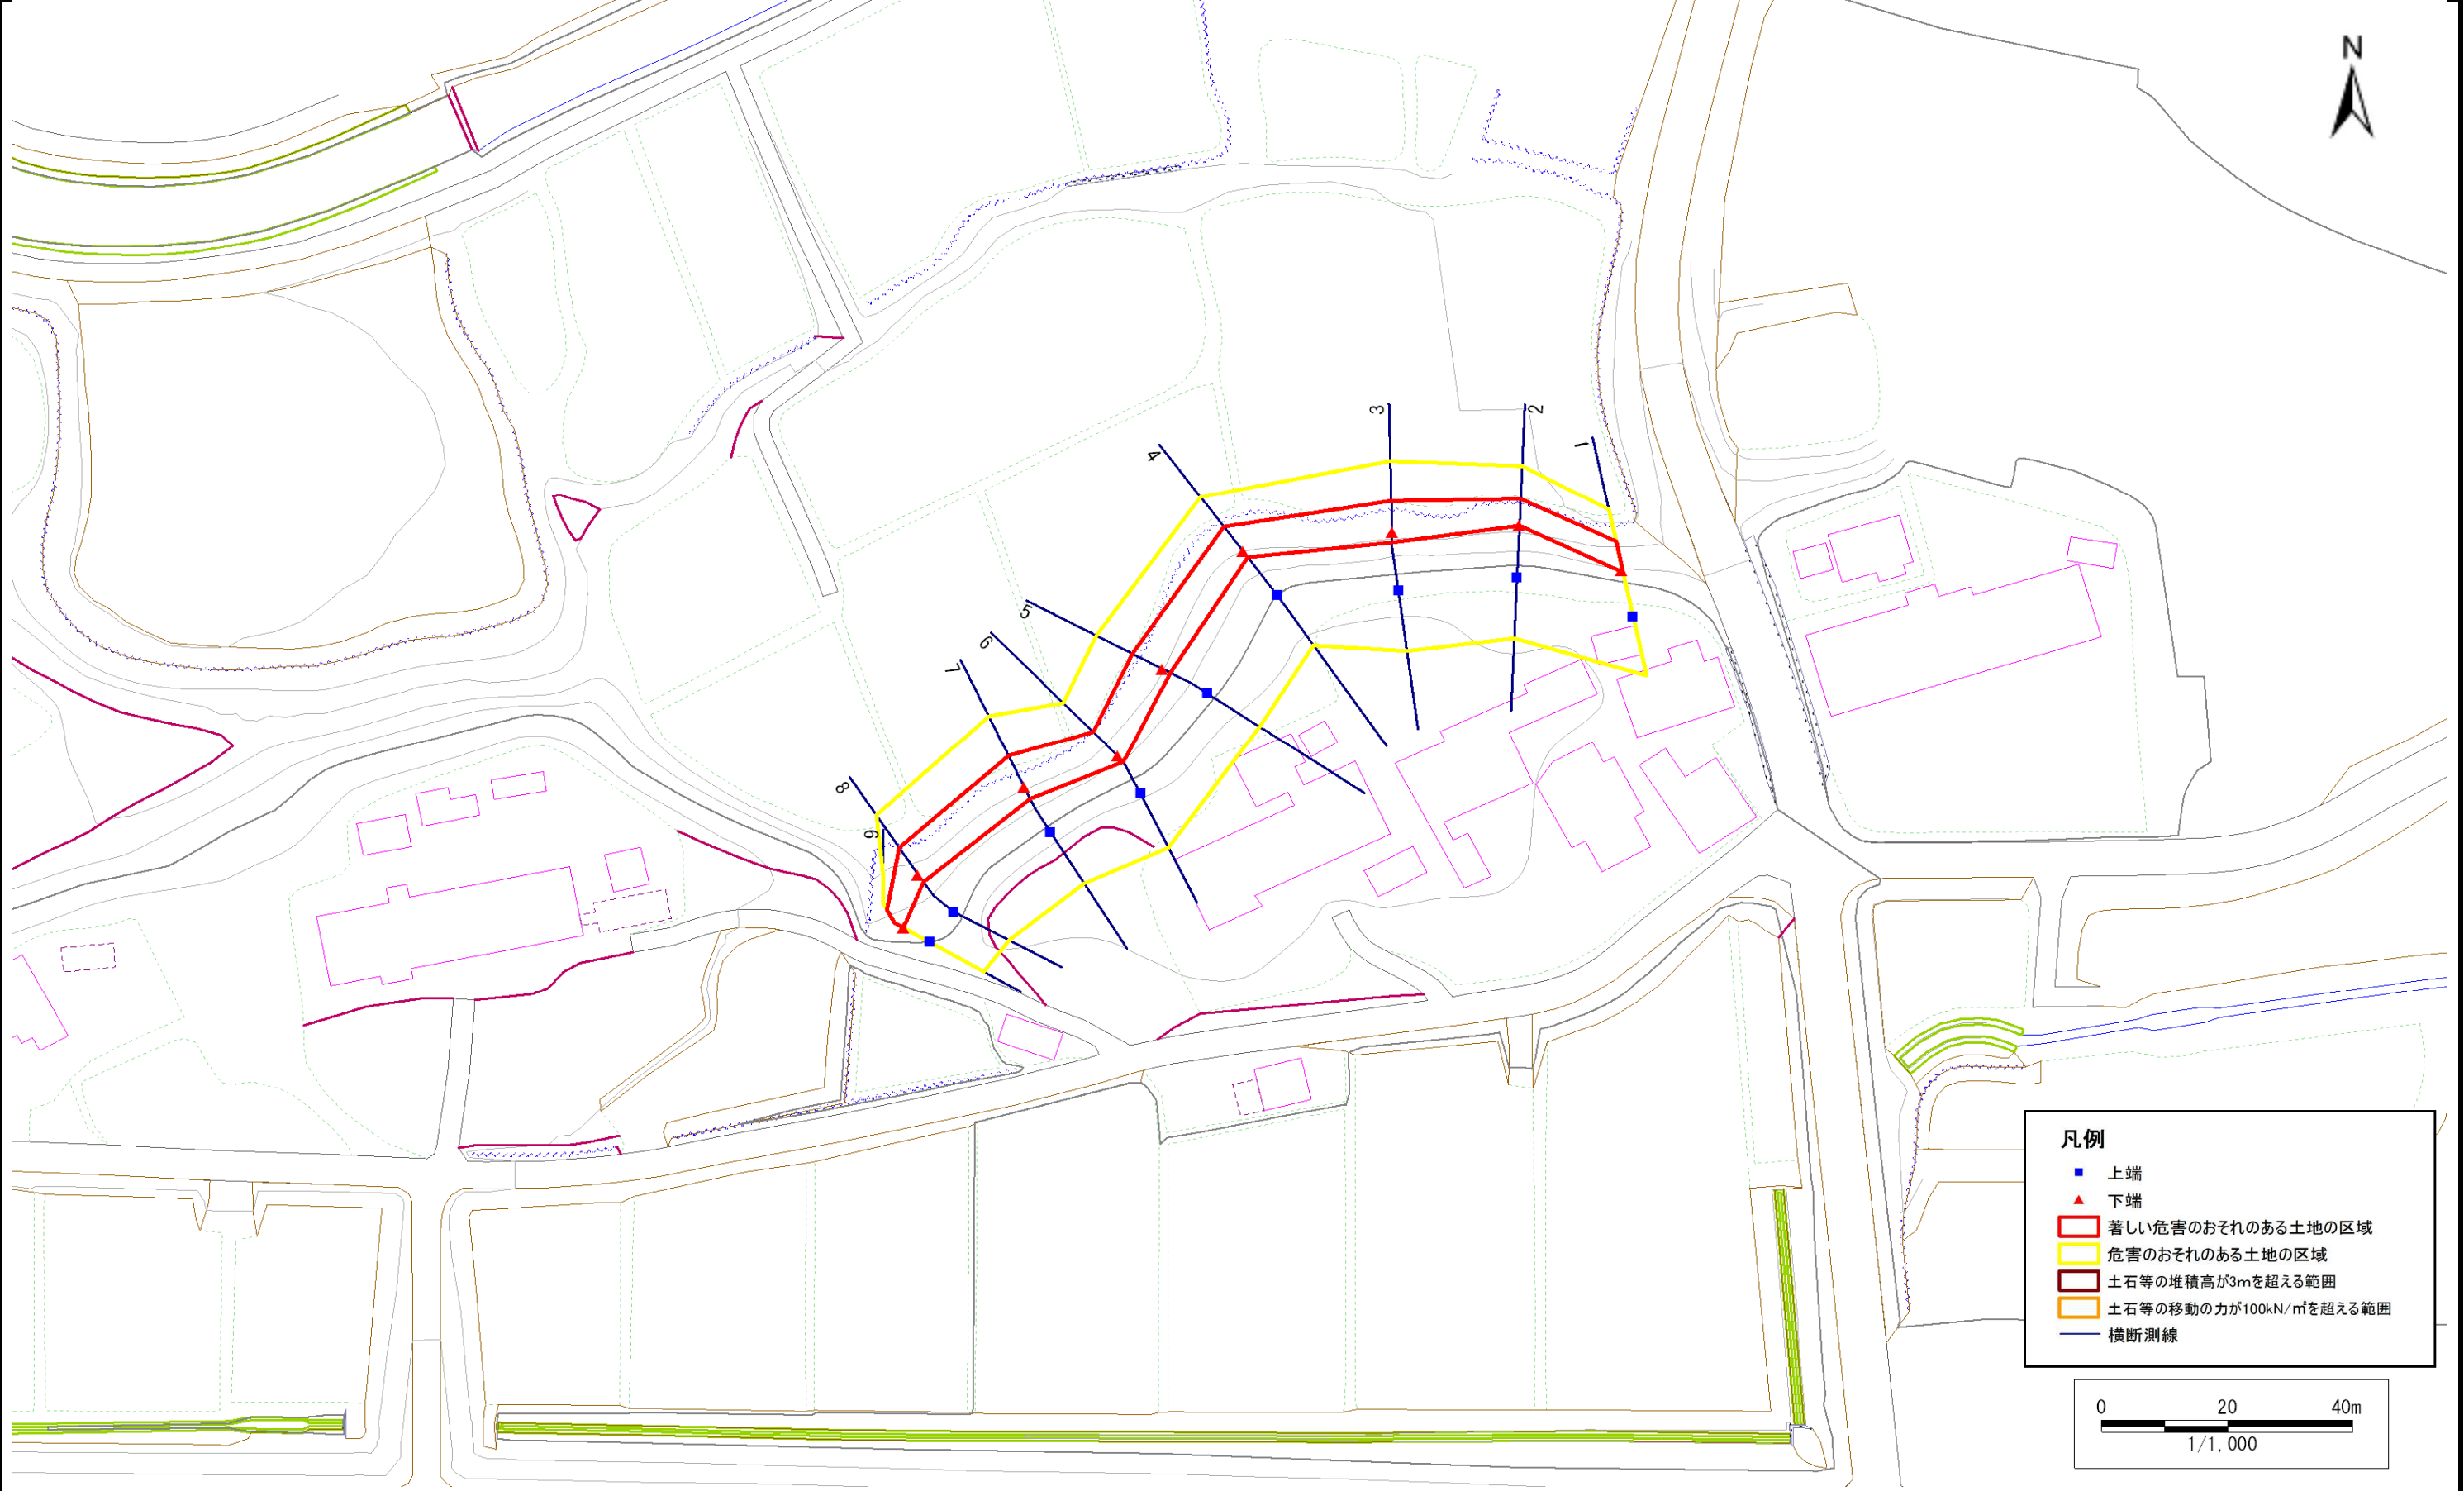 N
3
2
1
4
5
6
7
8
9
凡例
上端
下端
著しい危害のおそれのある土地の区域
危害のおそれのある土地の区域
土石等の堆積高が3mを超える範囲
土石等の移動の力が100kN/㎡を超える範囲
横断測線
0 20 40m
1/1,000